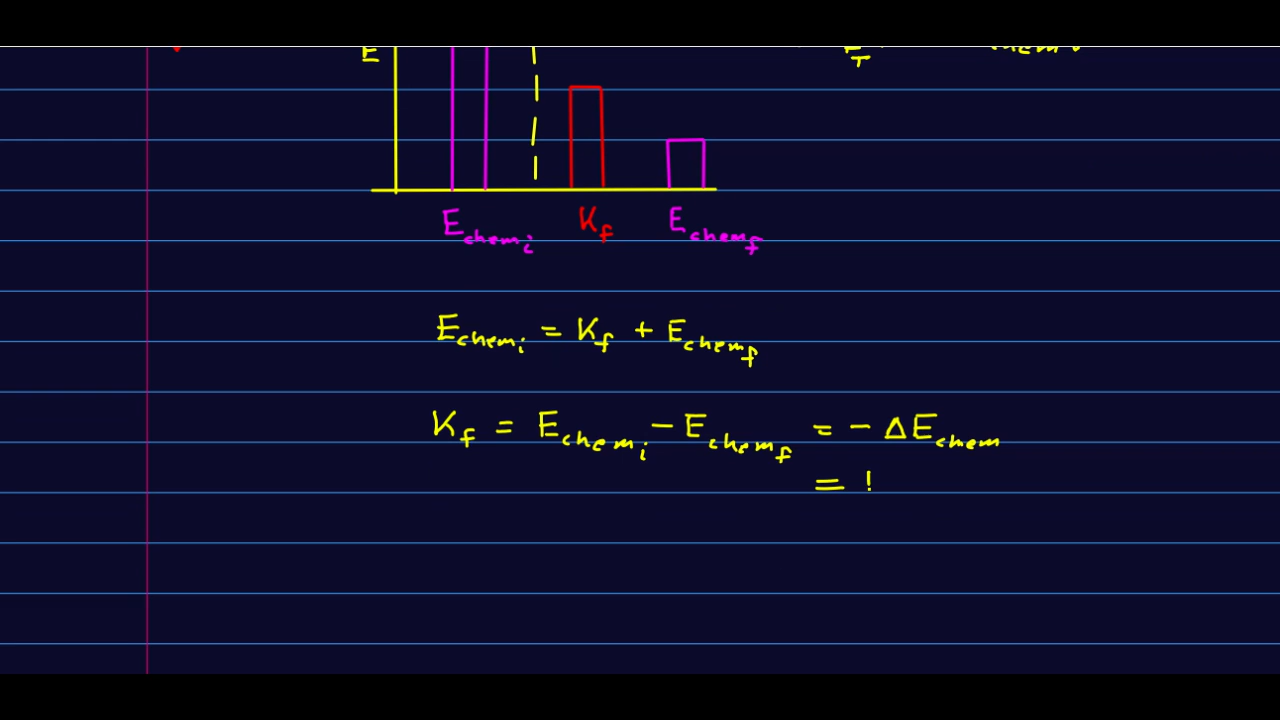 E
E_chem_i K_f E_chem_f
E_chem_i = K_f + E_chem_f
K_f = E_chem_i - E_chem_f = - ΔE_chem
=